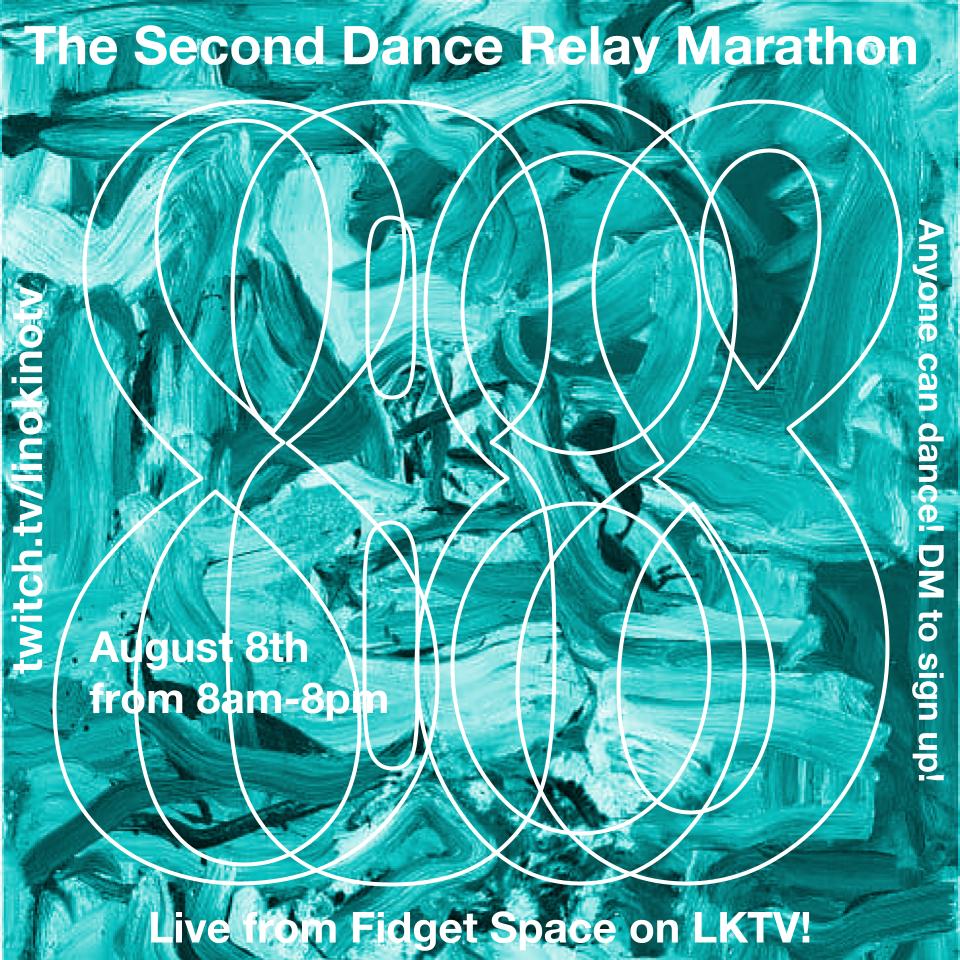 The Second Dance Relay Marathon
twitch.tv/linokinotv
Anyone can dance! DM to sign up!
8888
August 8th
from 8am-8pm
Live from Fidget Space on LKTV!